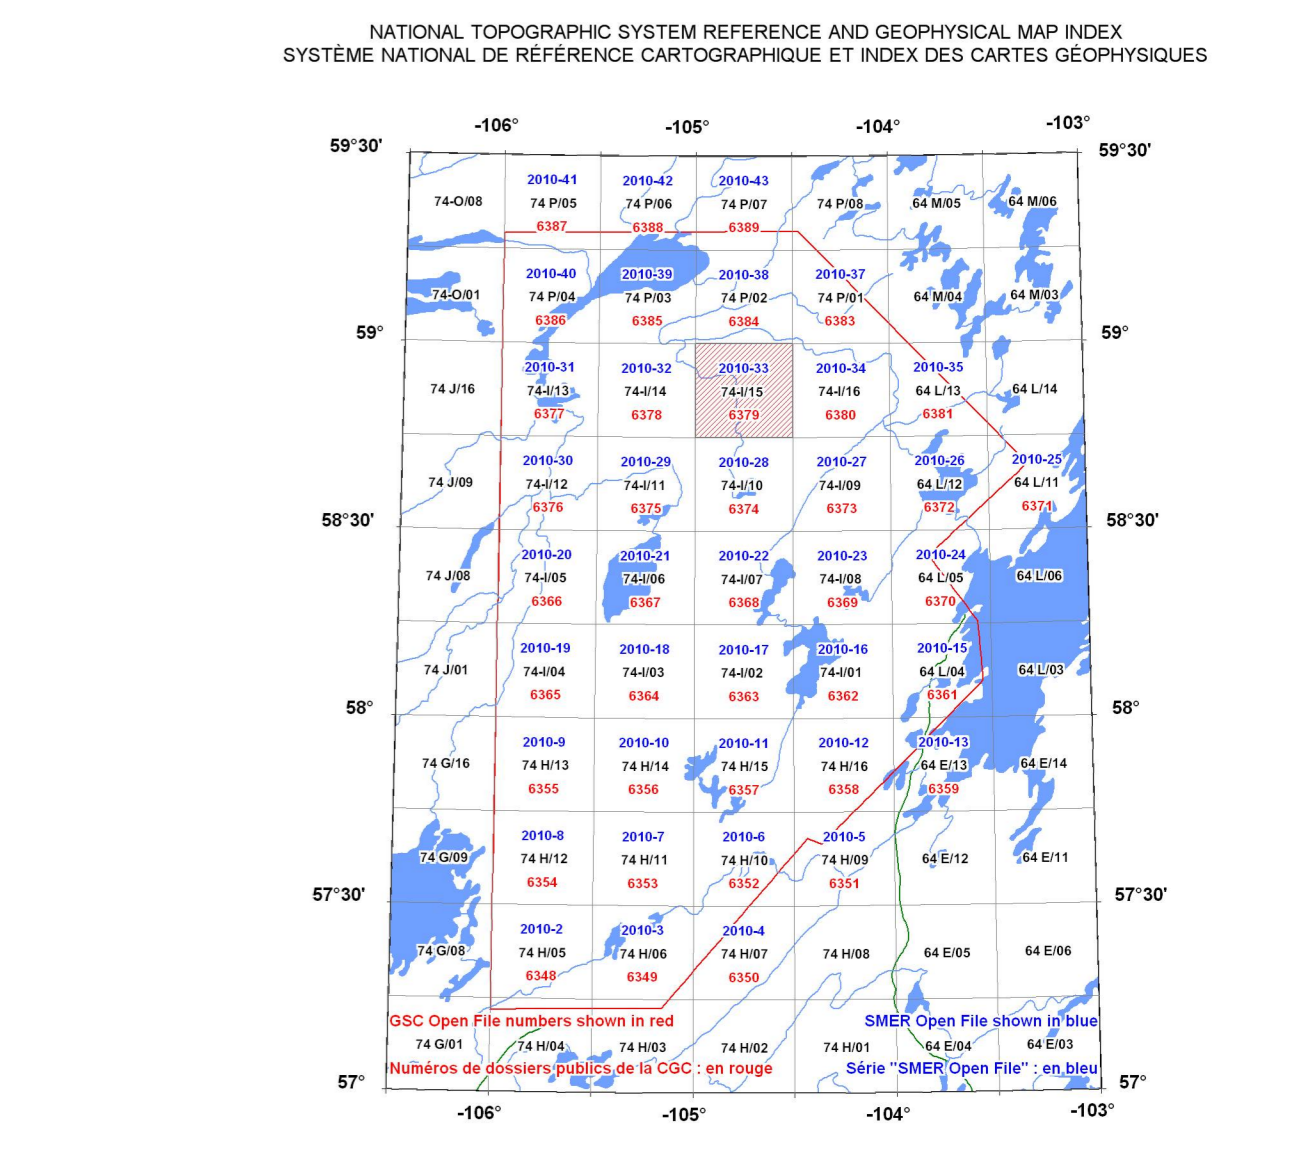 NATIONAL TOPOGRAPHIC SYSTEM REFERENCE AND GEOPHYSICAL MAP INDEX
SYSTÈME NATIONAL DE RÉFÉRENCE CARTOGRAPHIQUE ET INDEX DES CARTES GÉOPHYSIQUES
-106° -105° -104° -103°
59°30' 59°30'
2010-41 2010-42 2010-43
74-O/08 74 P/05 74 P/06 74 P/07 74 P/08 64 M/05 64 M/06
6387 6388 6389
2010-40 2010-39 2010-38 2010-37
74-O/01 74 P/04 74 P/03 74 P/02 74 P/01 64 M/04 64 M/03
6386 6385 6384 6383
59° 59°
2010-31 2010-32 2010-33 2010-34 2010-35
74 J/16 74-I/13 74-I/14 74-I/15 74-I/16 64 L/13 64 L/14
6377 6378 6379 6380 6381
2010-30 2010-29 2010-28 2010-27 2010-26 2010-25
74 J/09 74-I/12 74-I/11 74-I/10 74-I/09 64 L/12 64 L/11
6376 6375 6374 6373 6372 6371
58°30' 58°30'
2010-20 2010-21 2010-22 2010-23 2010-24
74 J/08 74-I/05 74-I/06 74-I/07 74-I/08 64 L/05 64 L/06
6366 6367 6368 6369 6370
2010-19 2010-18 2010-17 2010-16 2010-15
74 J/01 74-I/04 74-I/03 74-I/02 74-I/01 64 L/04 64 L/03
6365 6364 6363 6362 6361
58° 58°
2010-9 2010-10 2010-11 2010-12 2010-13
74 G/16 74 H/13 74 H/14 74 H/15 74 H/16 64 E/13 64 E/14
6355 6356 6357 6358 6359
2010-8 2010-7 2010-6 2010-5
74 G/09 74 H/12 74 H/11 74 H/10 74 H/09 64 E/12 64 E/11
6354 6353 6352 6351
57°30' 57°30'
2010-2 2010-3 2010-4
74 G/08 74 H/05 74 H/06 74 H/07 74 H/08 64 E/05 64 E/06
6348 6349 6350
GSC Open File numbers shown in red SMER Open File shown in blue
74 G/01 74 H/04 74 H/03 74 H/02 74 H/01 64 E/04 64 E/03
Numéros de dossiers publics de la CGC : en rouge Série "SMER Open File" : en bleu
57° 57°
-106° -105° -104° -103°